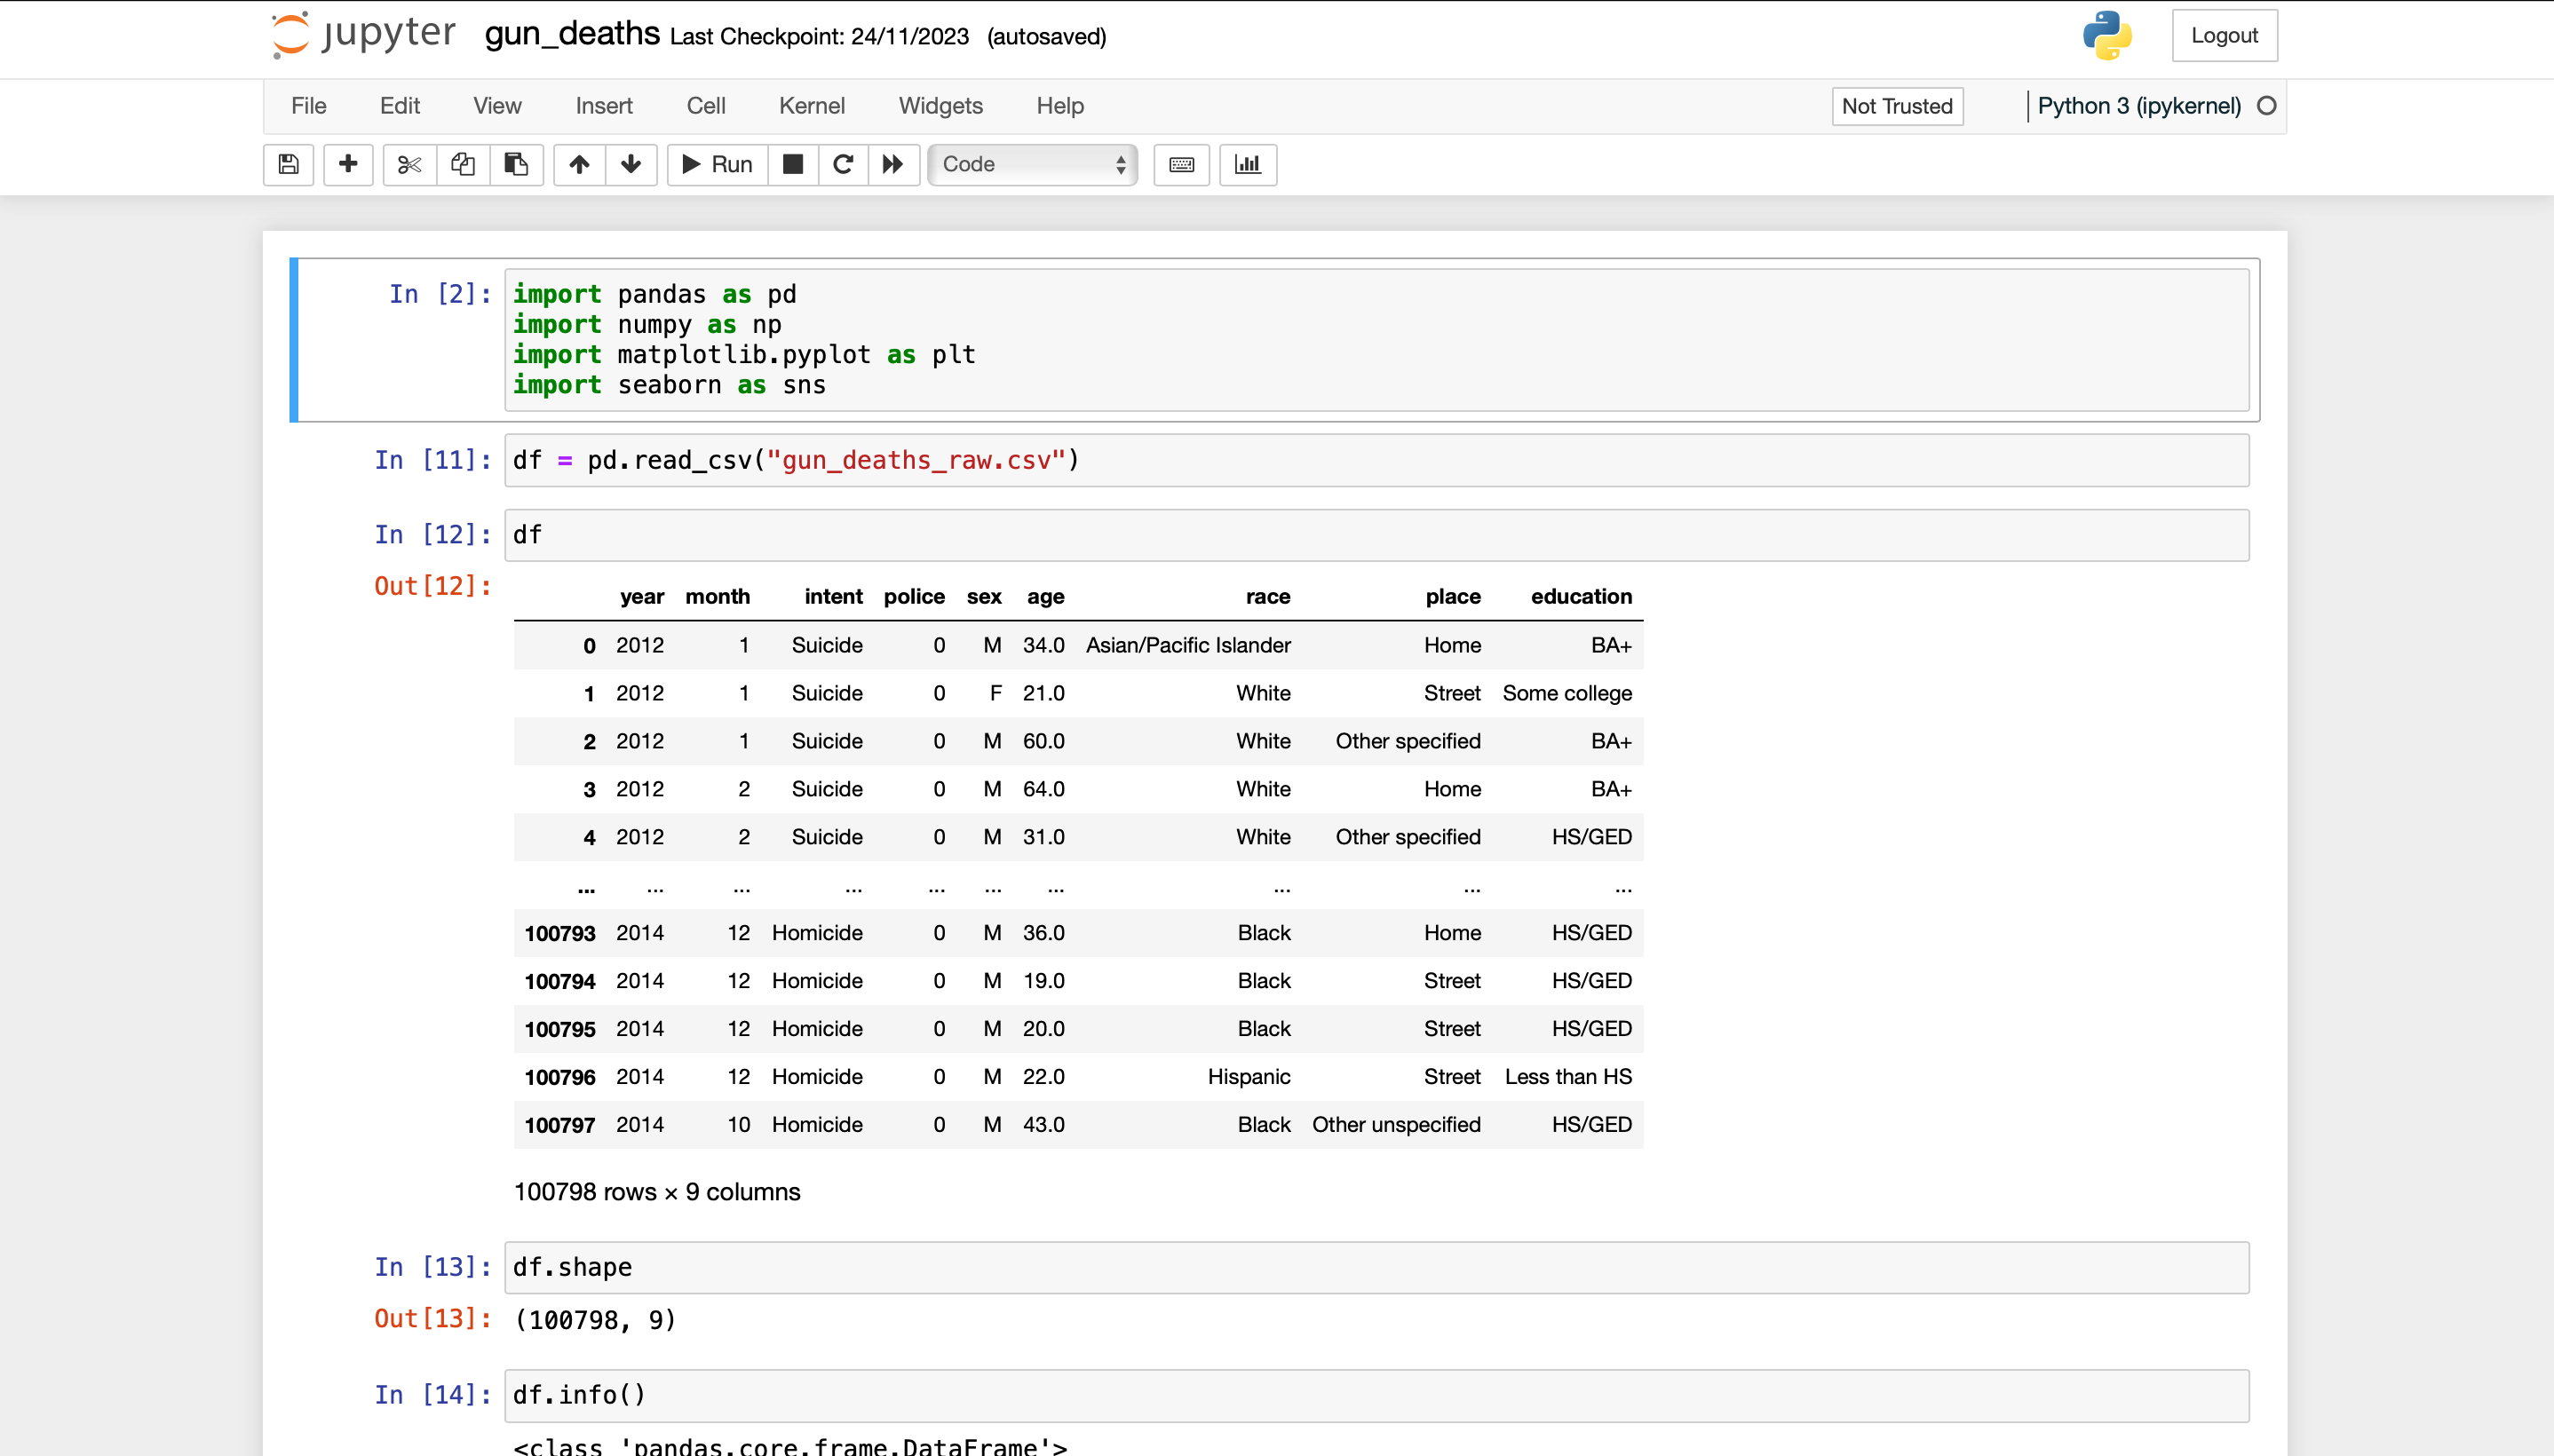 jupyter gun_deaths Last Checkpoint: 24/11/2023 (autosaved) Logout
File Edit View Insert Cell Kernel Widgets Help Not Trusted Python 3 (ipykernel)
Run Code
In [2]: import pandas as pd
import numpy as np
import matplotlib.pyplot as plt
import seaborn as sns
In [11]: df = pd.read_csv("gun_deaths_raw.csv")
In [12]: df
Out[12]:
year month intent police sex age race place education
0 2012 1 Suicide 0 M 34.0 Asian/Pacific Islander Home BA+
1 2012 1 Suicide 0 F 21.0 White Street Some college
2 2012 1 Suicide 0 M 60.0 White Other specified BA+
3 2012 2 Suicide 0 M 64.0 White Home BA+
4 2012 2 Suicide 0 M 31.0 White Other specified HS/GED
... ... ... ... ... ... ... ... ... ...
100793 2014 12 Homicide 0 M 36.0 Black Home HS/GED
100794 2014 12 Homicide 0 M 19.0 Black Street HS/GED
100795 2014 12 Homicide 0 M 20.0 Black Street HS/GED
100796 2014 12 Homicide 0 M 22.0 Hispanic Street Less than HS
100797 2014 10 Homicide 0 M 43.0 Black Other unspecified HS/GED
100798 rows × 9 columns
In [13]: df.shape
Out[13]: (100798, 9)
In [14]: df.info()
<class 'pandas.core.frame.DataFrame'>